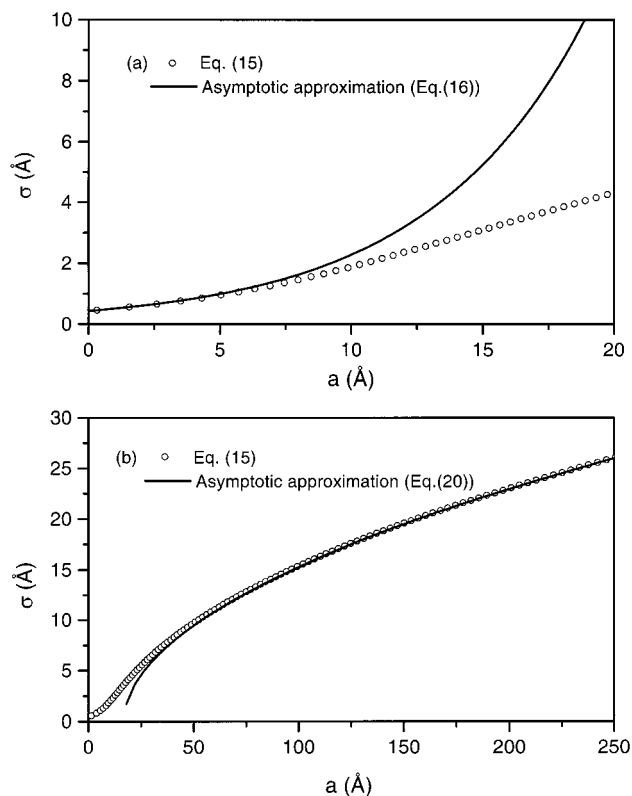 10
(a) ○ Eq. (15)
Asymptotic approximation (Eq.(16))
8
6
σ (Å)
4
2
0
0 5 10 15 20
a (Å)
30
(b) ○ Eq. (15)
Asymptotic approximation (Eq.(20))
25
20
σ (Å)
15
10
5
0
0 50 100 150 200 250
a (Å)